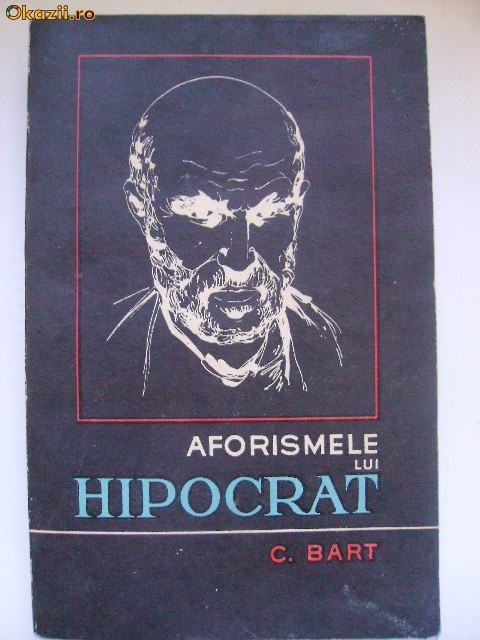 Okazii.ro
AFORISMELE
LUI
HIPOCRAT
C. BART